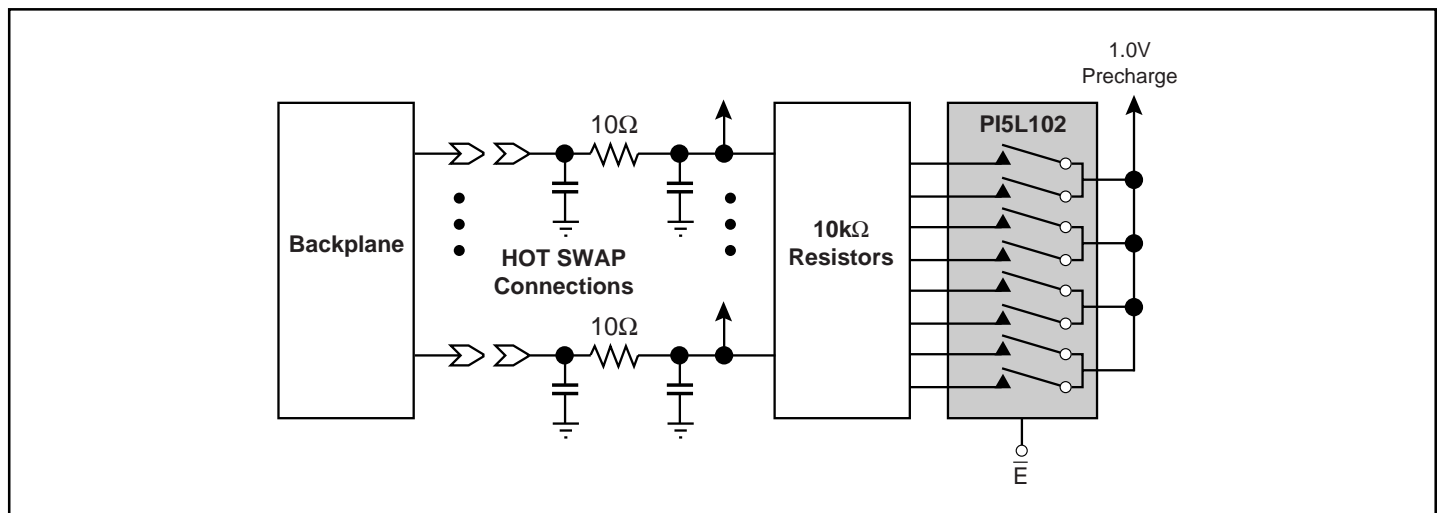 1.0V
Precharge
10Ω
PI5L102
Backplane
HOT SWAP
Connections
10kΩ
Resistors
10Ω
E̅